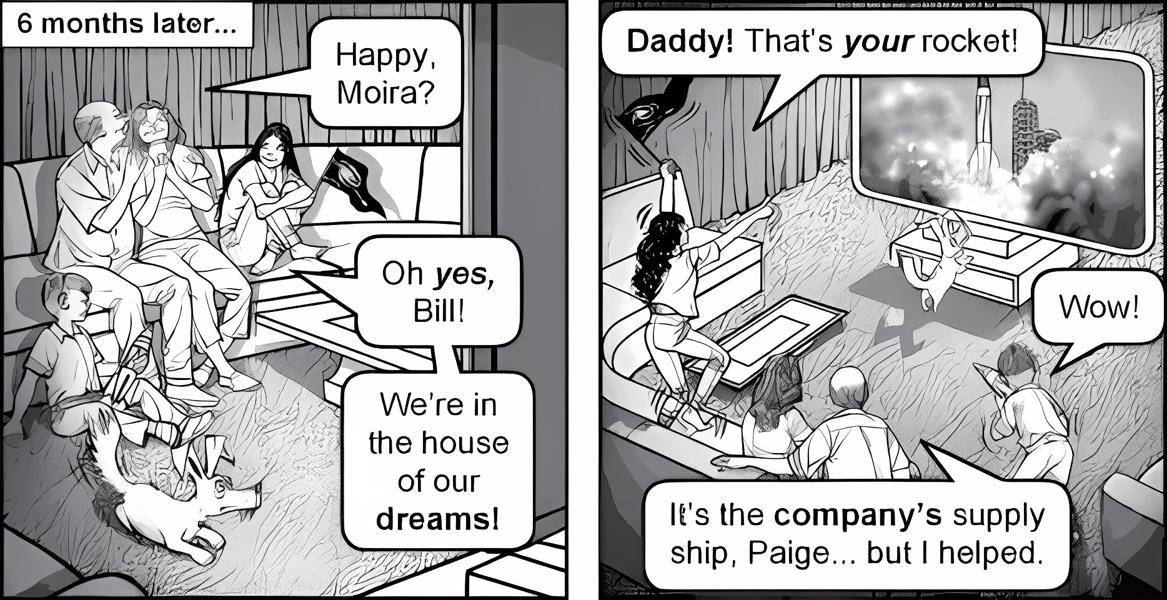 6 months later...
Happy,
Moira?
Oh yes,
Bill!
We're in
the house
of our
dreams!
Daddy! That's your rocket!
Wow!
It's the company's supply
ship, Paige... but I helped.